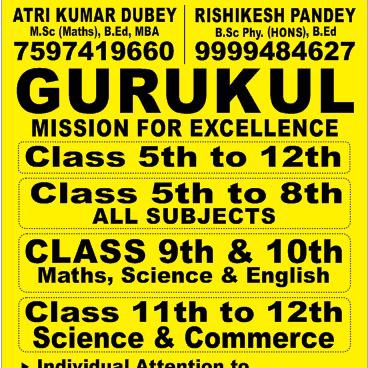 ATRI KUMAR DUBEY
M.Sc (Maths), B.Ed, MBA
7597419660
RISHIKESH PANDEY
B.Sc Phy. (HONS), B.Ed
9999484627
GURUKUL
MISSION FOR EXCELLENCE
Class 5th to 12th
Class 5th to 8th
ALL SUBJECTS
CLASS 9th & 10th
Maths, Science & English
Class 11th to 12th
Science & Commerce
Individual Attention to